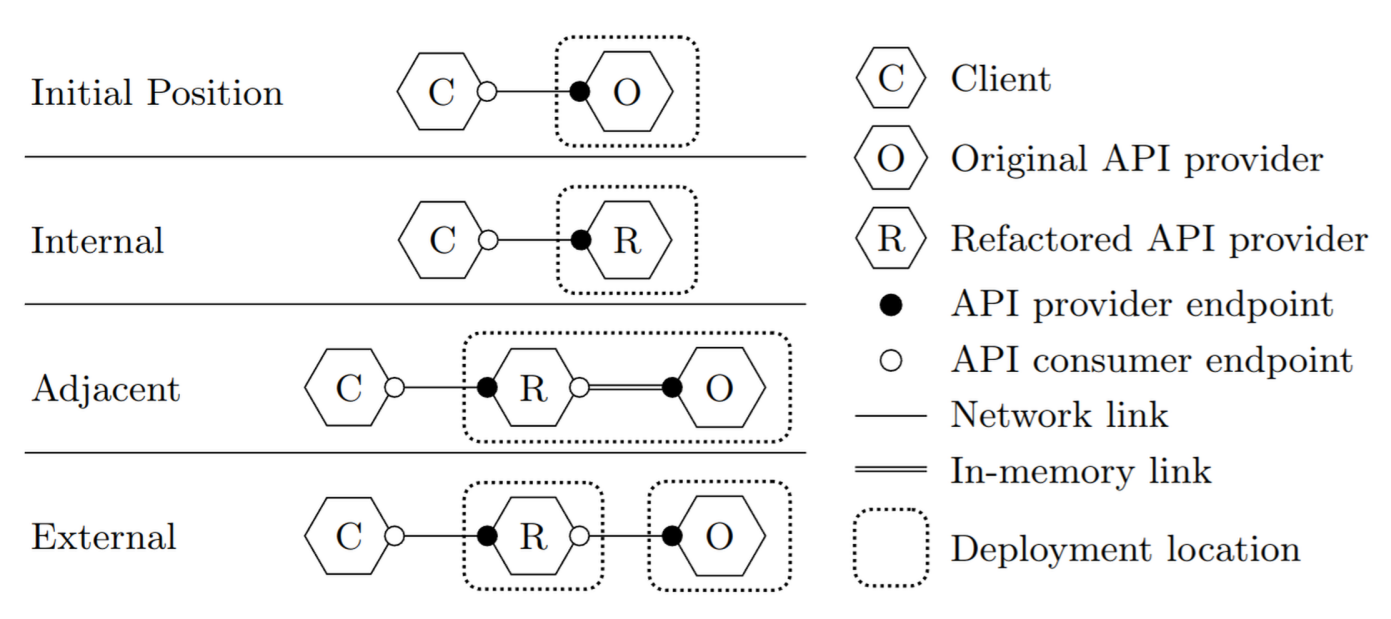 Initial Position
C
O
Internal
C
R
Adjacent
C
R
O
External
C
R
O
C Client
O Original API provider
R Refactored API provider
API provider endpoint
API consumer endpoint
Network link
In-memory link
Deployment location